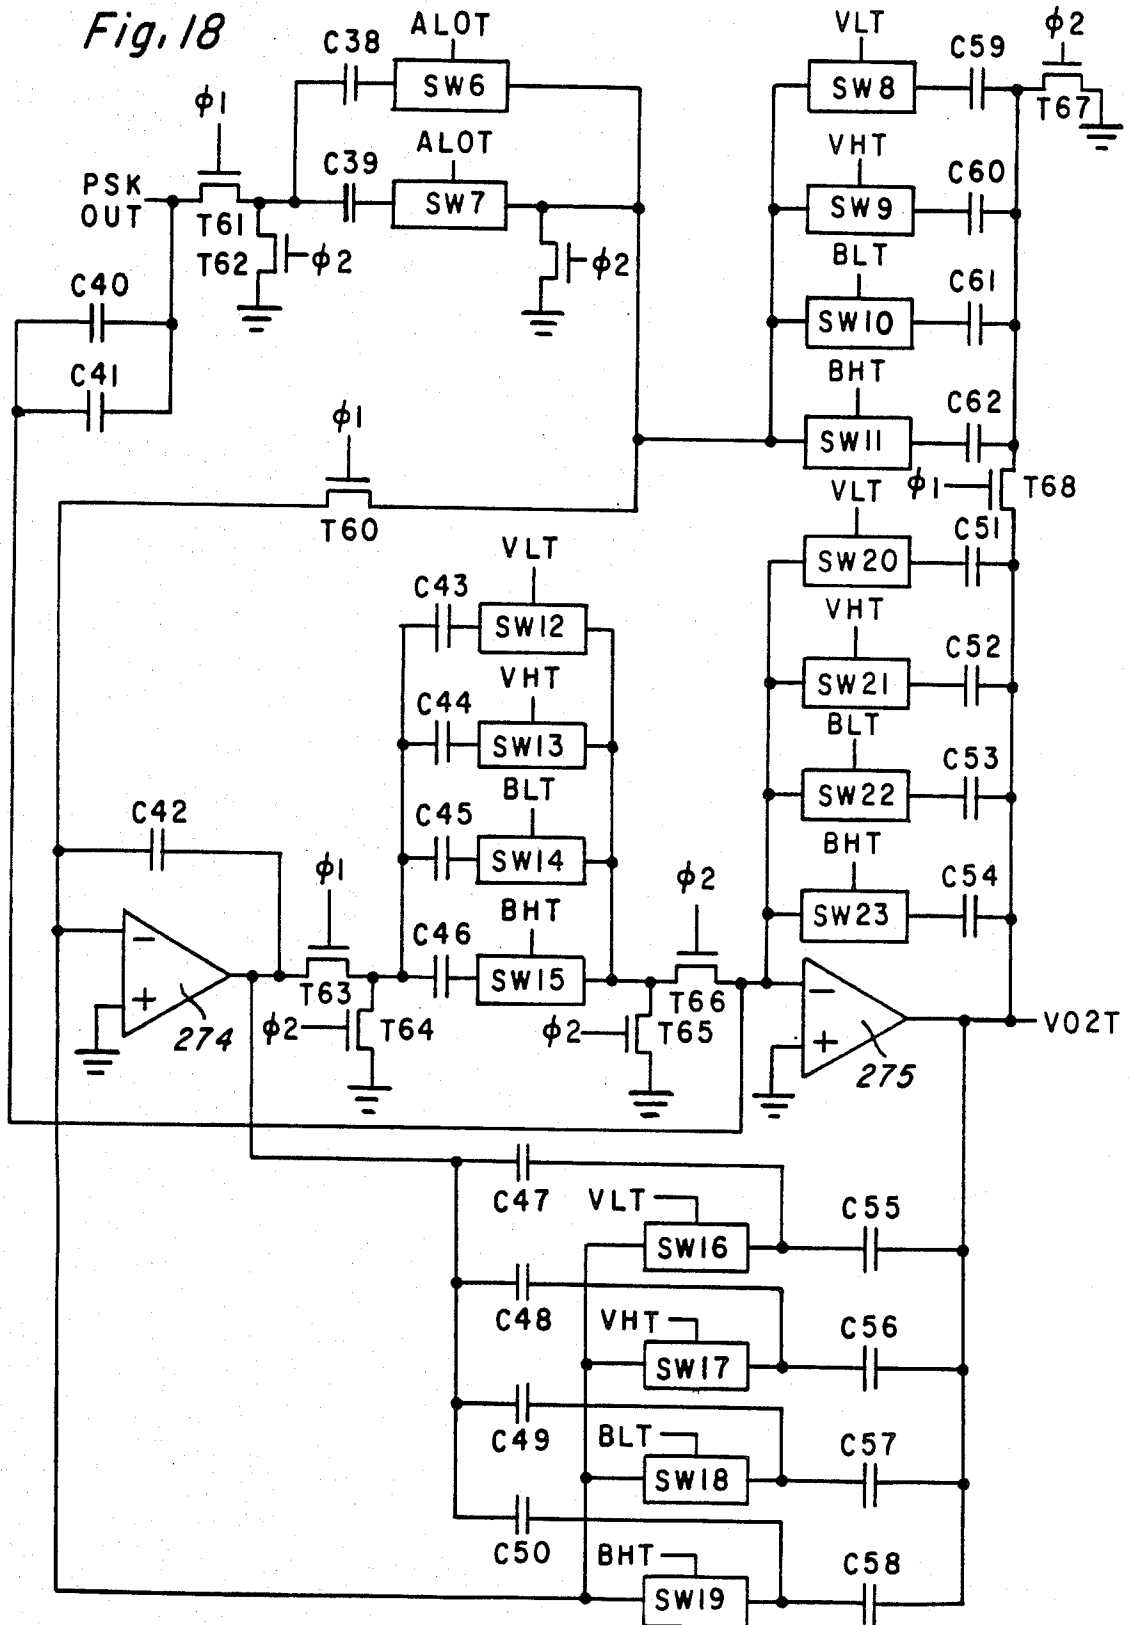 Fig. 18
ALOT
C38
SW6
φ1
ALOT
C39
SW7
PSK
OUT
T61
T62
φ2
φ2
C40
C41
φ1
T60
VLT
C59
φ2
SW8
T67
VHT
C60
SW9
BLT
C61
SW10
BHT
C62
SW11
φ1
T68
VLT
C51
SW20
VHT
C52
SW21
BLT
C53
SW22
BHT
C54
SW23
VLT
C43
SW12
VHT
C44
SW13
BLT
C45
SW14
BHT
C46
SW15
C42
φ1
φ2
−
+
274
T63
φ2
T64
φ2
T65
T66
−
+
275
VO2T
C47
VLT
SW16
C55
C48
VHT
SW17
C56
C49
BLT
SW18
C57
C50
BHT
SW19
C58